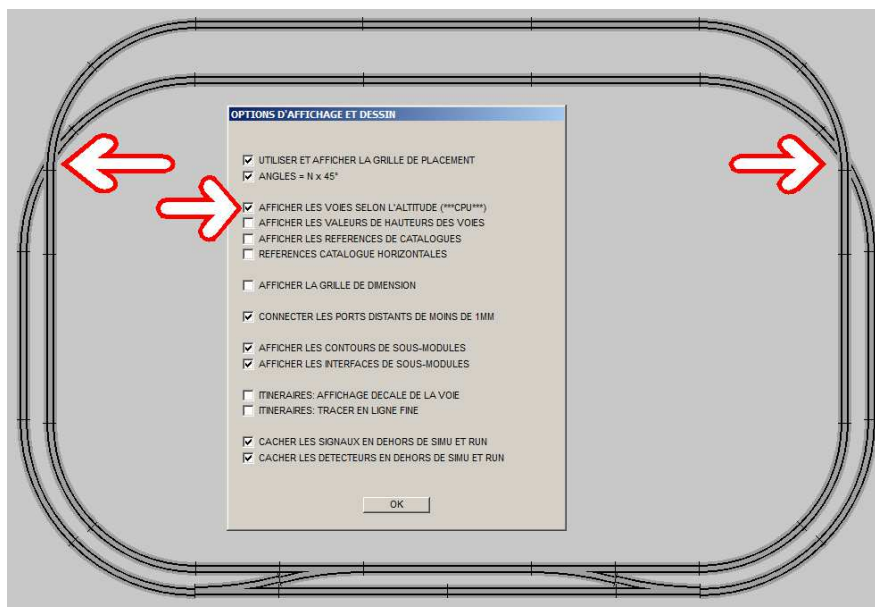 OPTIONS D'AFFICHAGE ET DESSIN
UTILISER ET AFFICHER LA GRILLE DE PLACEMENT
ANGLES = N x 45°
AFFICHER LES VOIES SELON L'ALTITUDE (***CPU***)
AFFICHER LES VALEURS DE HAUTEURS DES VOIES
AFFICHER LES REFERENCES DE CATALOGUES
REFERENCES CATALOGUE HORIZONTALES
AFFICHER LA GRILLE DE DIMENSION
CONNECTER LES PORTS DISTANTS DE MOINS DE 1MM
AFFICHER LES CONTOURS DE SOUS-MODULES
AFFICHER LES INTERFACES DE SOUS-MODULES
ITINERAIRES: AFFICHAGE DECALE DE LA VOIE
ITINERAIRES: TRACER EN LIGNE FINE
CACHER LES SIGNAUX EN DEHORS DE SIMU ET RUN
CACHER LES DETECTEURS EN DEHORS DE SIMU ET RUN
OK